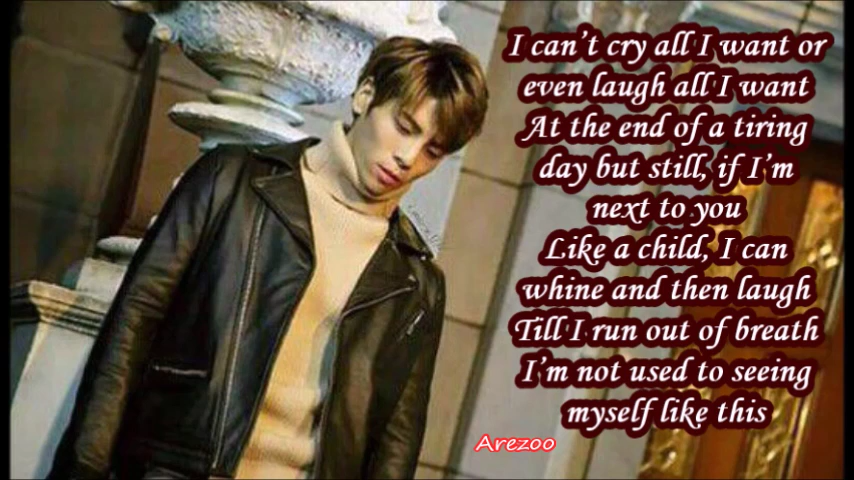 I can't cry all I want or
even laugh all I want
At the end of a tiring
day but still, if I'm
next to you
Like a child, I can
whine and then laugh
Till I run out of breath
I'm not used to seeing
myself like this
Arezoo